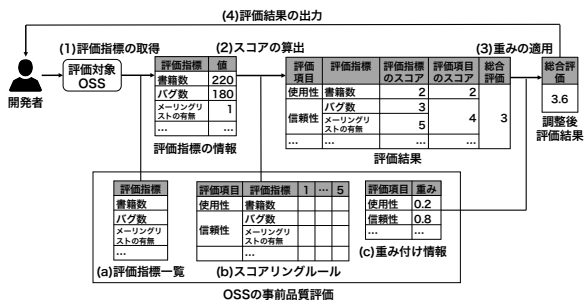 (4)評価結果の出力
(1)評価指標の取得
(2)スコアの算出
(3)重みの適用
開発者
評価対象
OSS
評価指標 値
書籍数 220
バグ数 180
メーリングリ
ストの有無 1
… …
評価指標の情報
評価
項目 評価指標 評価指標
のスコア 評価項目
のスコア 総合
評価
使用性 書籍数 2 2
信頼性 バグ数 3
メーリングリ
ストの有無 5 4
3
… … … …
評価結果
総合評
価
3.6
調整後
評価結果
評価指標
書籍数
バグ数
メーリングリス
トの有無
…
(a)評価指標一覧
評価項目 評価指標 1 … 5
使用性 書籍数
信頼性 バグ数
メーリングリス
トの有無
… …
(b)スコアリングルール
評価項目 重み
使用性 0.2
信頼性 0.8
… …
(c)重み付け情報
OSSの事前品質評価